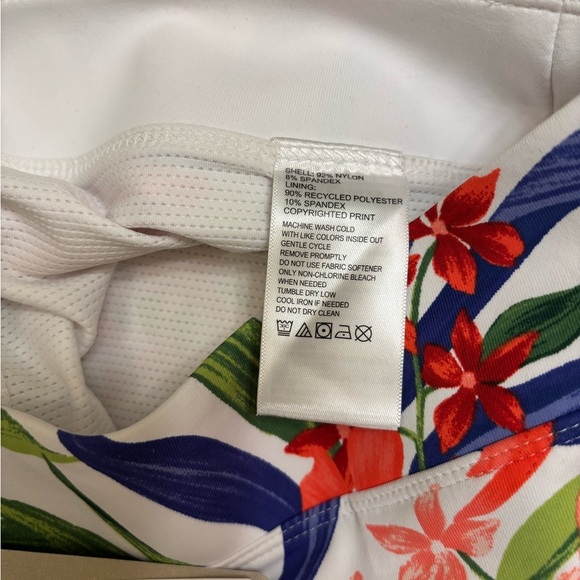 SHELL: 92% NYLON
8% SPANDEX
LINING:
90% RECYCLED POLYESTER
10% SPANDEX
COPYRIGHTED PRINT
MACHINE WASH COLD
WITH LIKE COLORS INSIDE OUT
GENTLE CYCLE
REMOVE PROMPTLY
DO NOT USE FABRIC SOFTENER
ONLY NON-CHLORINE BLEACH
WHEN NEEDED
TUMBLE DRY LOW
COOL IRON IF NEEDED
DO NOT DRY CLEAN